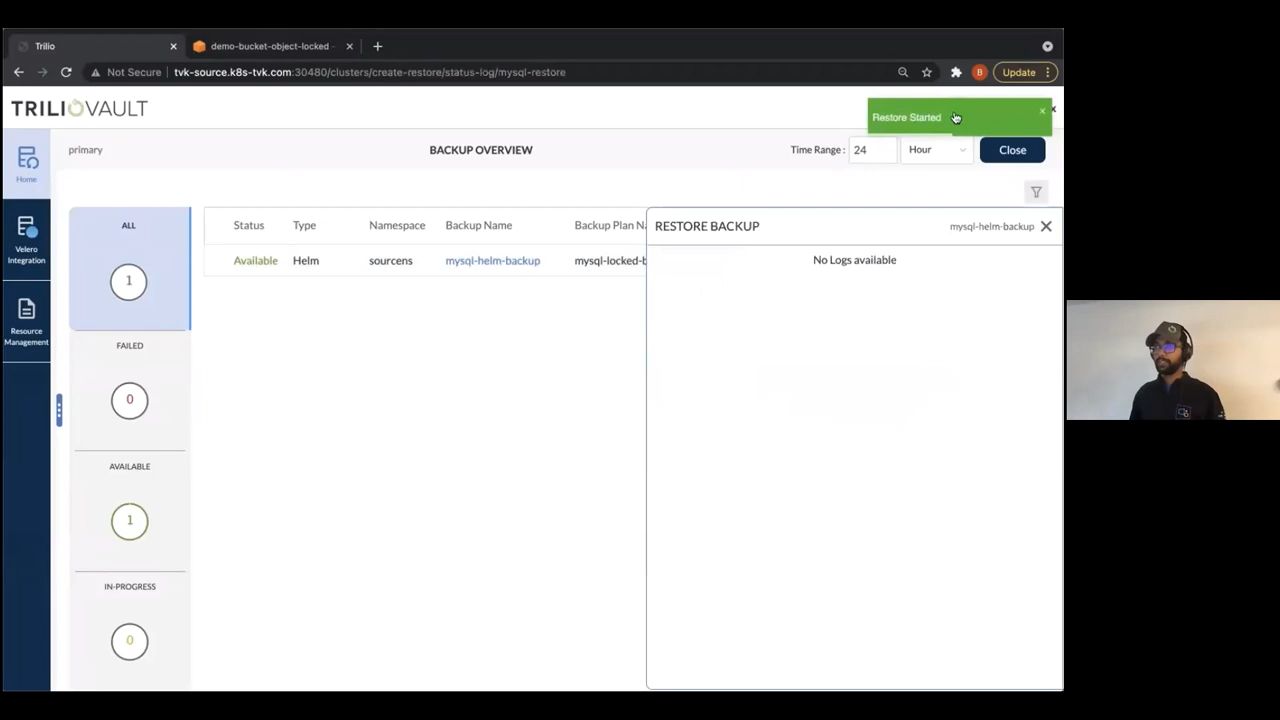 Trilio
demo-bucket-object-locked
Update
Not Secure
tvk-source.k8s-tvk.com:30480/clusters/create-restore/status-log/mysql-restore
B
TRILIOVAULT
Restore Started
Home
Velero
Integration
Resource
Management
primary
BACKUP OVERVIEW
Time Range :
24
Hour
Close
ALL
1
FAILED
0
AVAILABLE
1
IN-PROGRESS
0
Status
Type
Namespace
Backup Name
Backup Plan Na
Available
Helm
sourcens
mysql-helm-backup
mysql-locked-b
RESTORE BACKUP
mysql-helm-backup
No Logs available